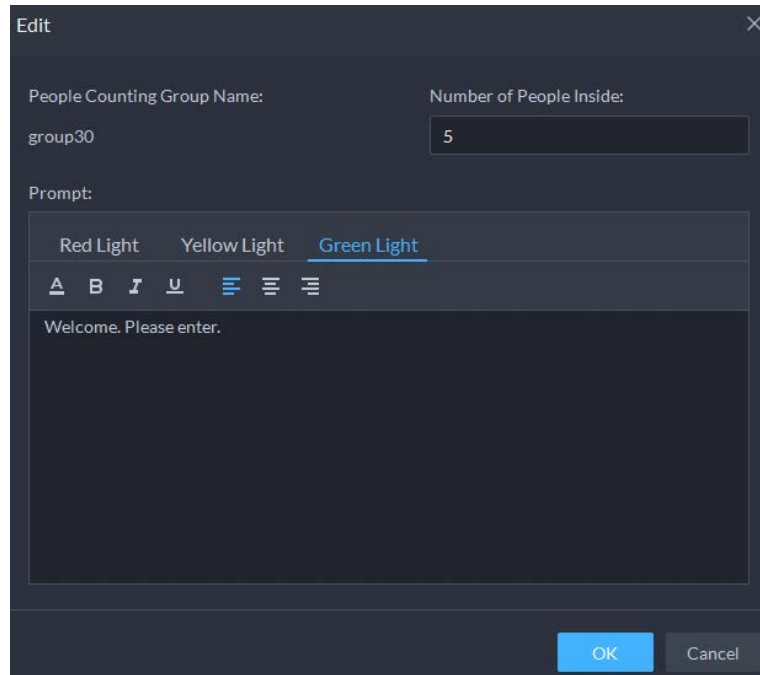 Edit
People Counting Group Name:
Number of People Inside:
group30
5
Prompt:
Red Light Yellow Light Green Light
A B I U
Welcome. Please enter.
OK Cancel